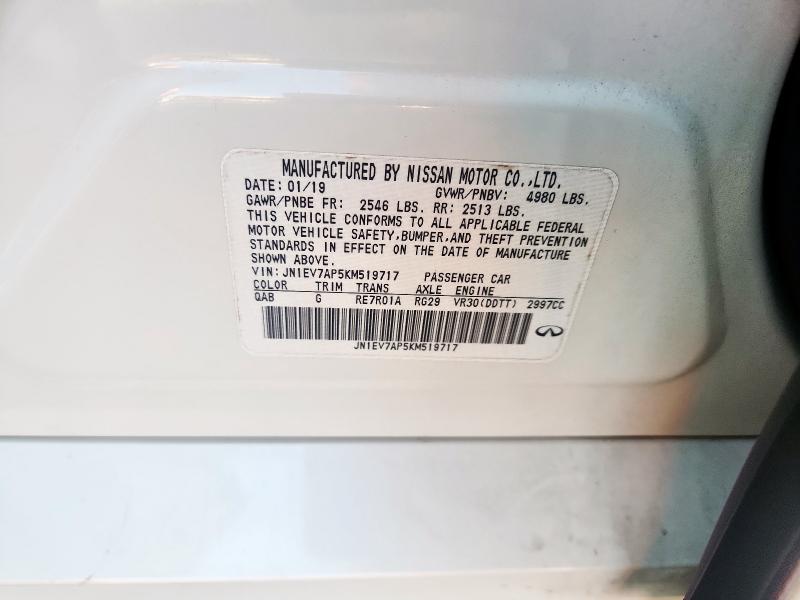 MANUFACTURED BY NISSAN MOTOR CO.,LTD.
DATE: 01/19 GVWR/PNBV: 4980 LBS.
GAWR/PNBE FR: 2546 LBS. RR: 2513 LBS.
THIS VEHICLE CONFORMS TO ALL APPLICABLE FEDERAL
MOTOR VEHICLE SAFETY,BUMPER,AND THEFT PREVENTION
STANDARDS IN EFFECT ON THE DATE OF MANUFACTURE
SHOWN ABOVE.
VIN: JN1EV7AP5KM519717 PASSENGER CAR
COLOR TRIM TRANS AXLE ENGINE
QAB G RE7R01A RG29 VR30(DDTT) 2997CC
JN1EV7AP5KM519717